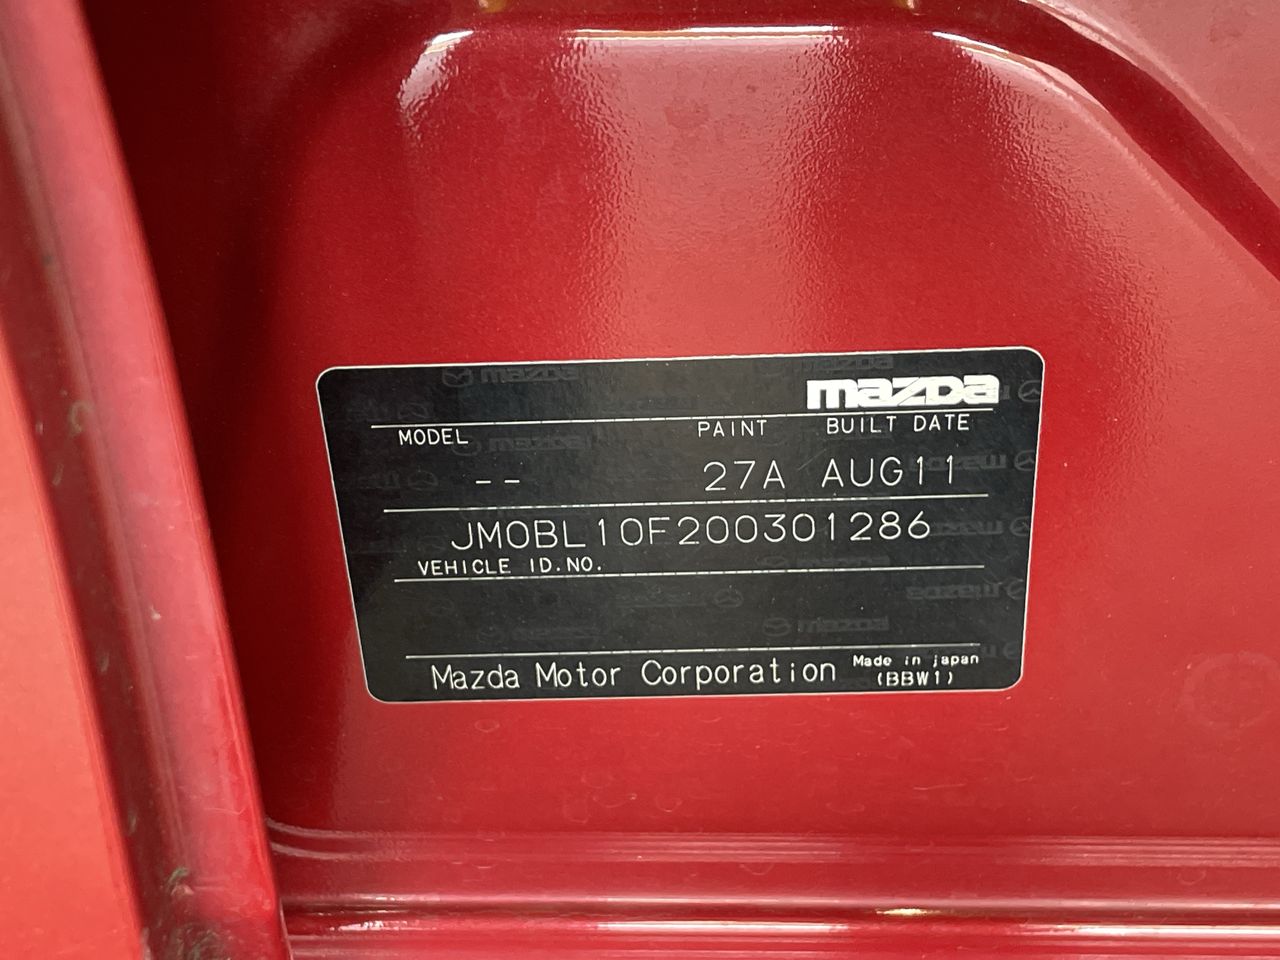 mazda
MODEL PAINT BUILT DATE
-- 27A AUG11
JM0BL10F200301286
VEHICLE ID.NO.
Mazda Motor Corporation Made in japan
(BBW1)